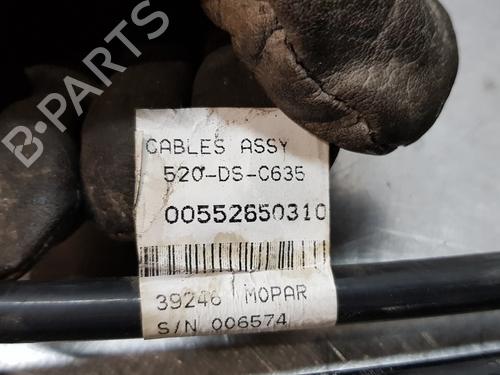 B-PARTS
CABLES ASSY
520-DS-C635
00552650310
39246 MOPAR
S/N 006574